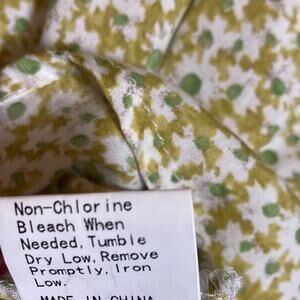 Non-Chlorine
Bleach When
Needed, Tumble
Dry Low, Remove
Promptly, Iron
Low.
MADE IN CHINA